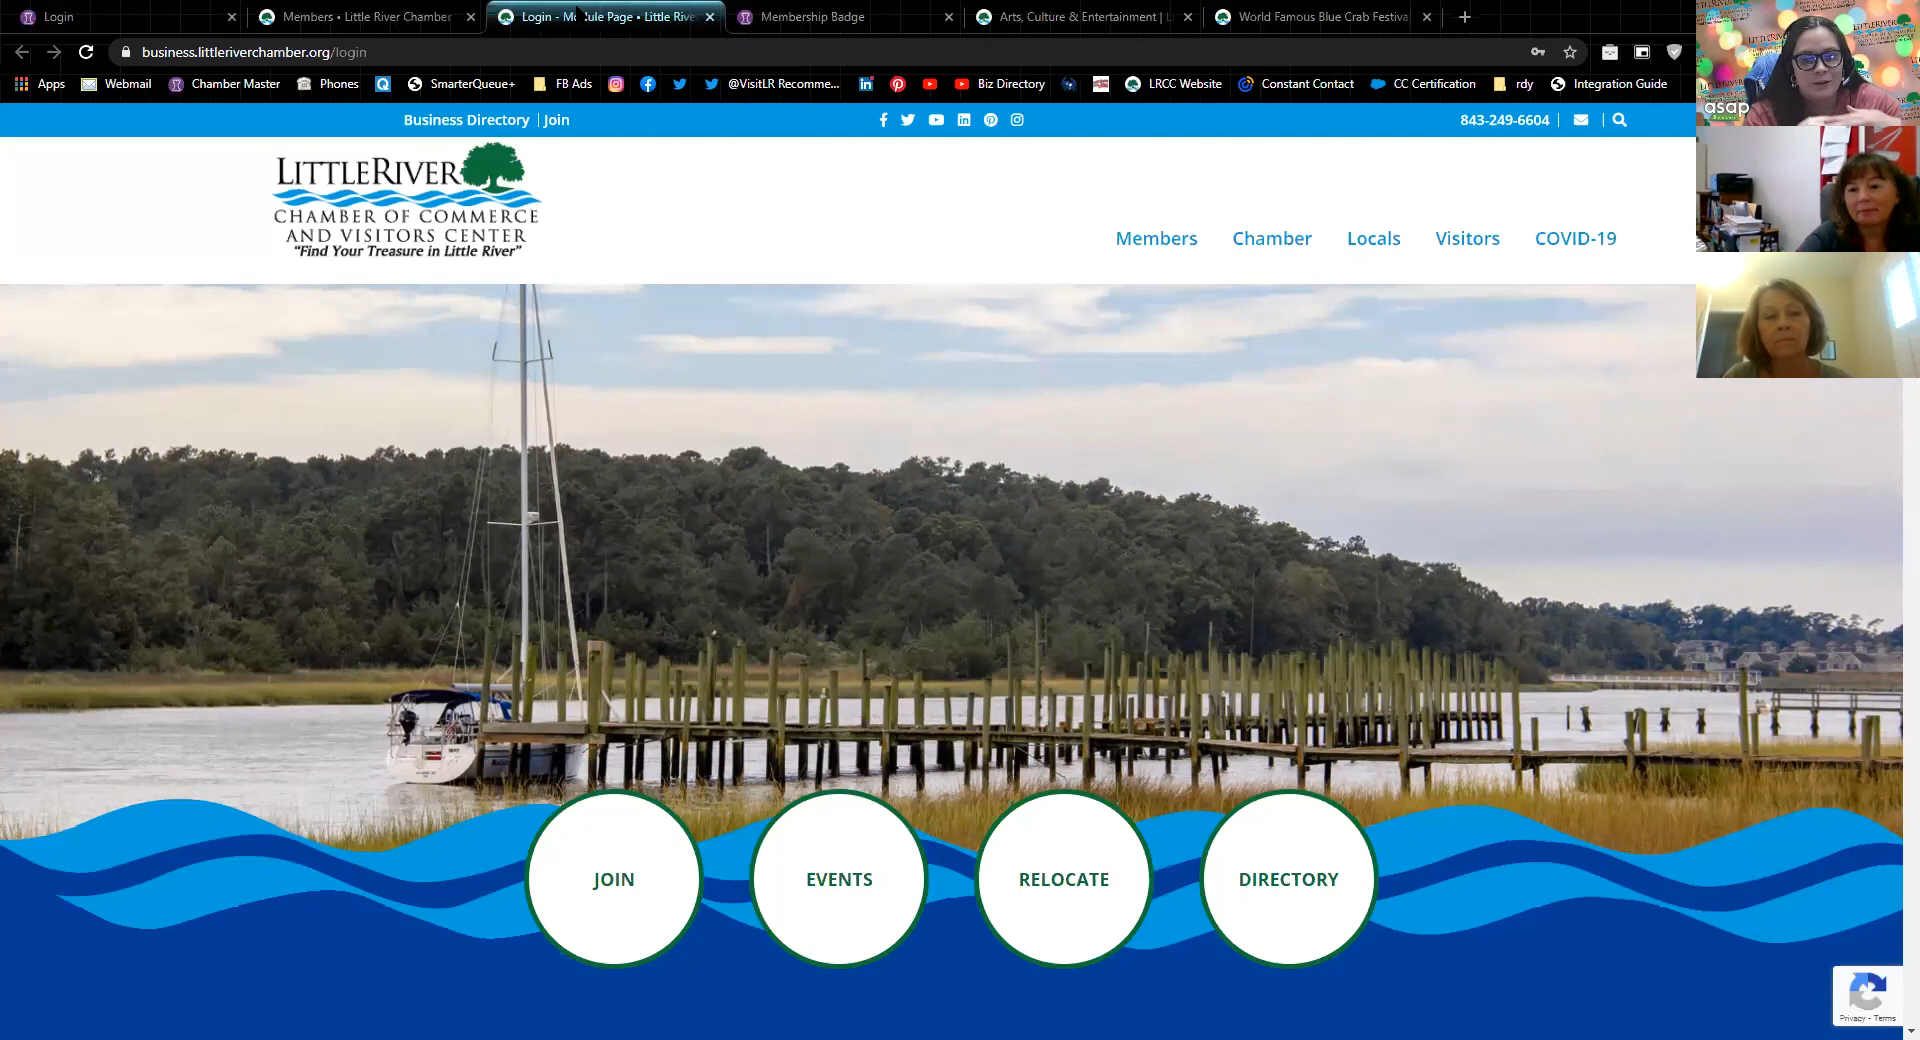 Login
Members • Little River Chamber
Login - Module Page • Little Rive
Membership Badge
Arts, Culture & Entertainment | L
World Famous Blue Crab Festiva
business.littleriverchamber.org/login
Apps
Webmail
Chamber Master
Phones
SmarterQueue+
FB Ads
@VisitLR Recomme...
Biz Directory
LRCC Website
Constant Contact
CC Certification
rdy
Integration Guide
Business Directory | Join
843-249-6604
LITTLE RIVER
CHAMBER OF COMMERCE
AND VISITORS CENTER
"Find Your Treasure in Little River"
Members
Chamber
Locals
Visitors
COVID-19
asap
JOIN
EVENTS
RELOCATE
DIRECTORY
Privacy - Terms